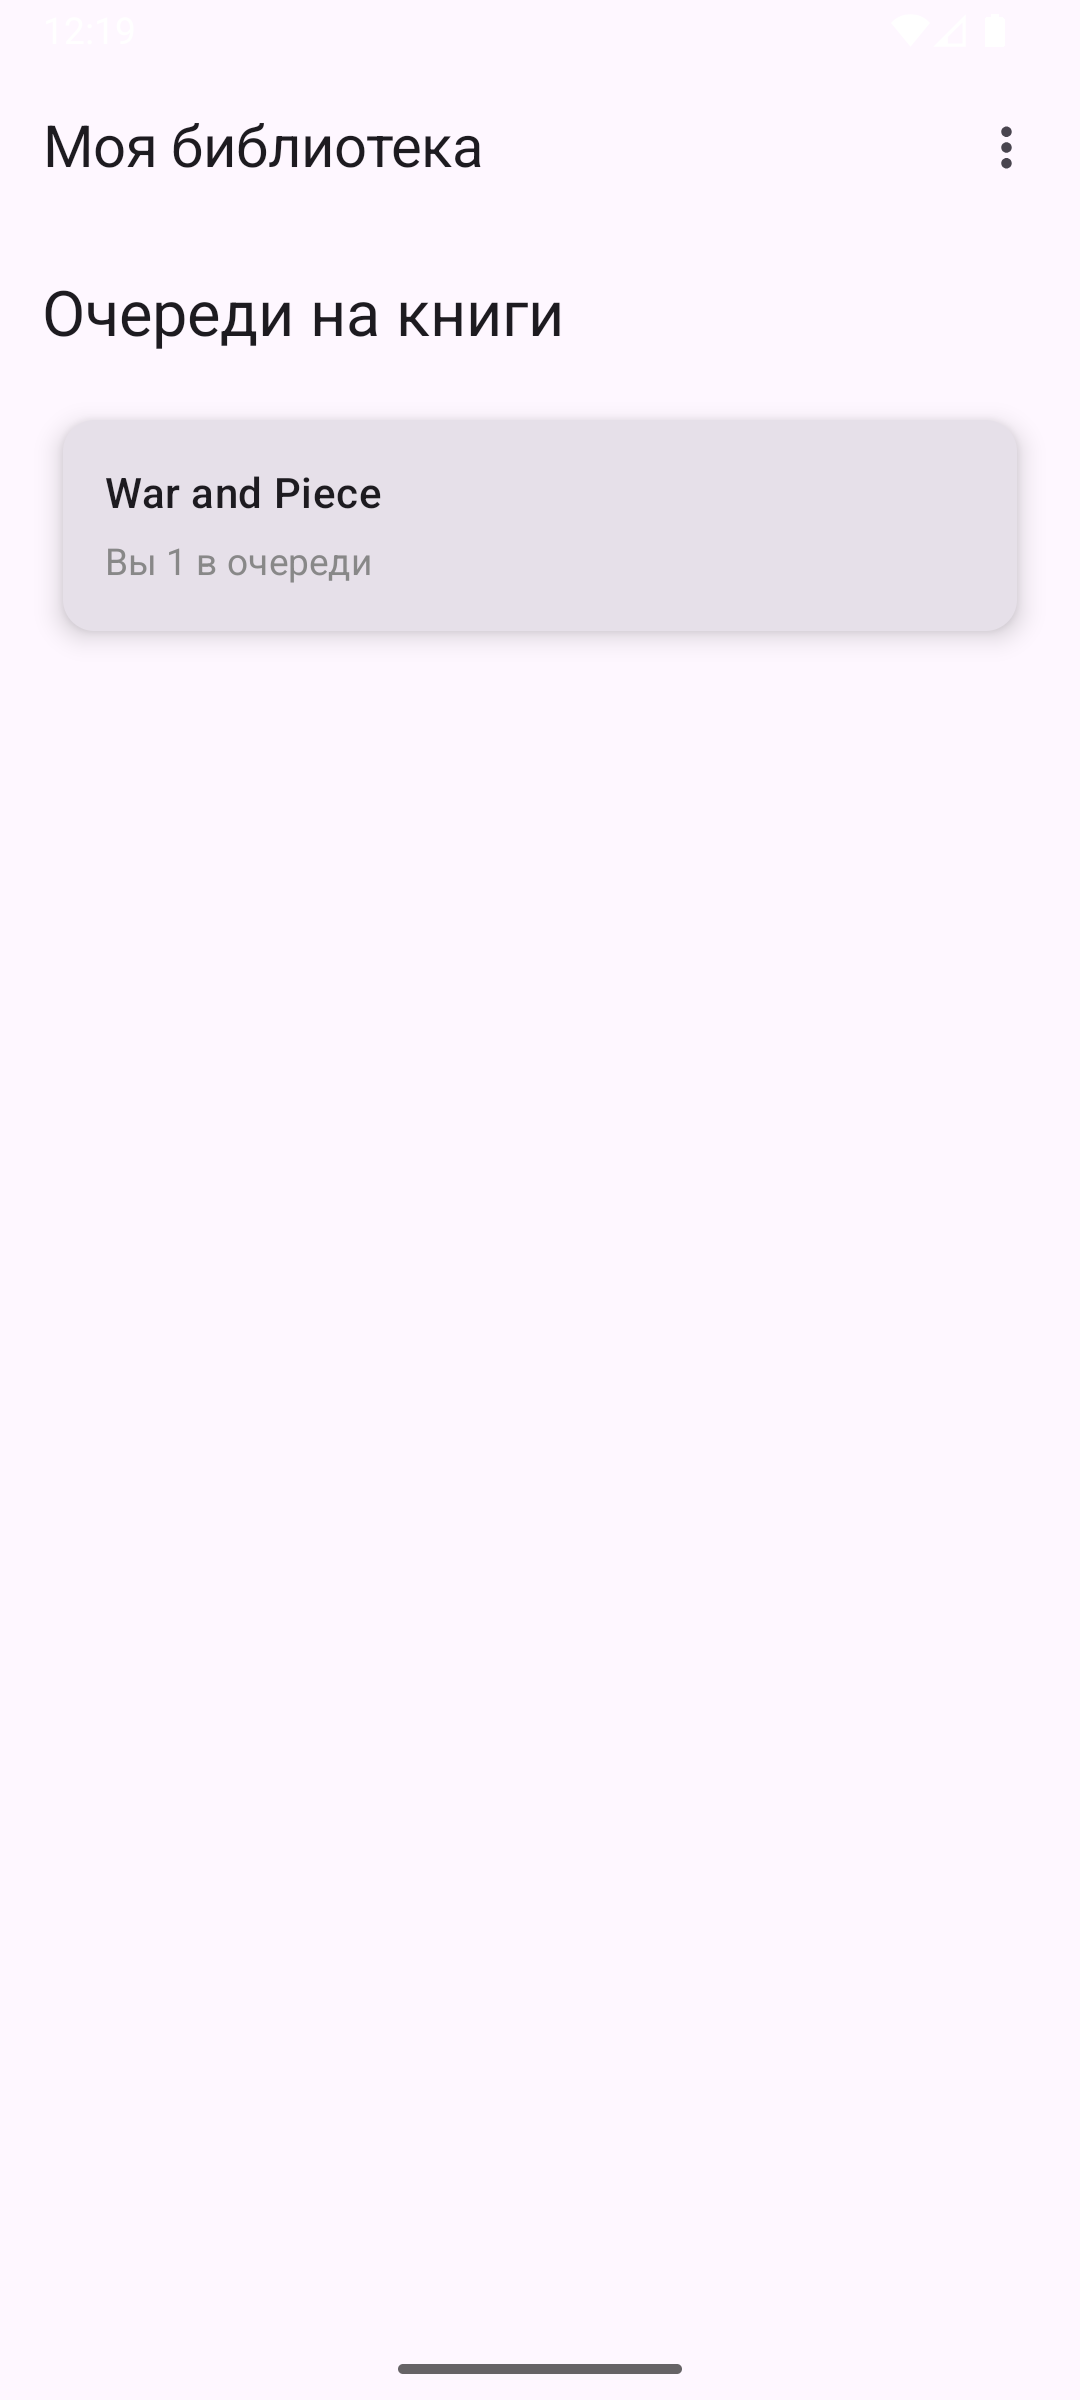 12:19
Моя библиотека
Очереди на книги
War and Piece
Вы 1 в очереди